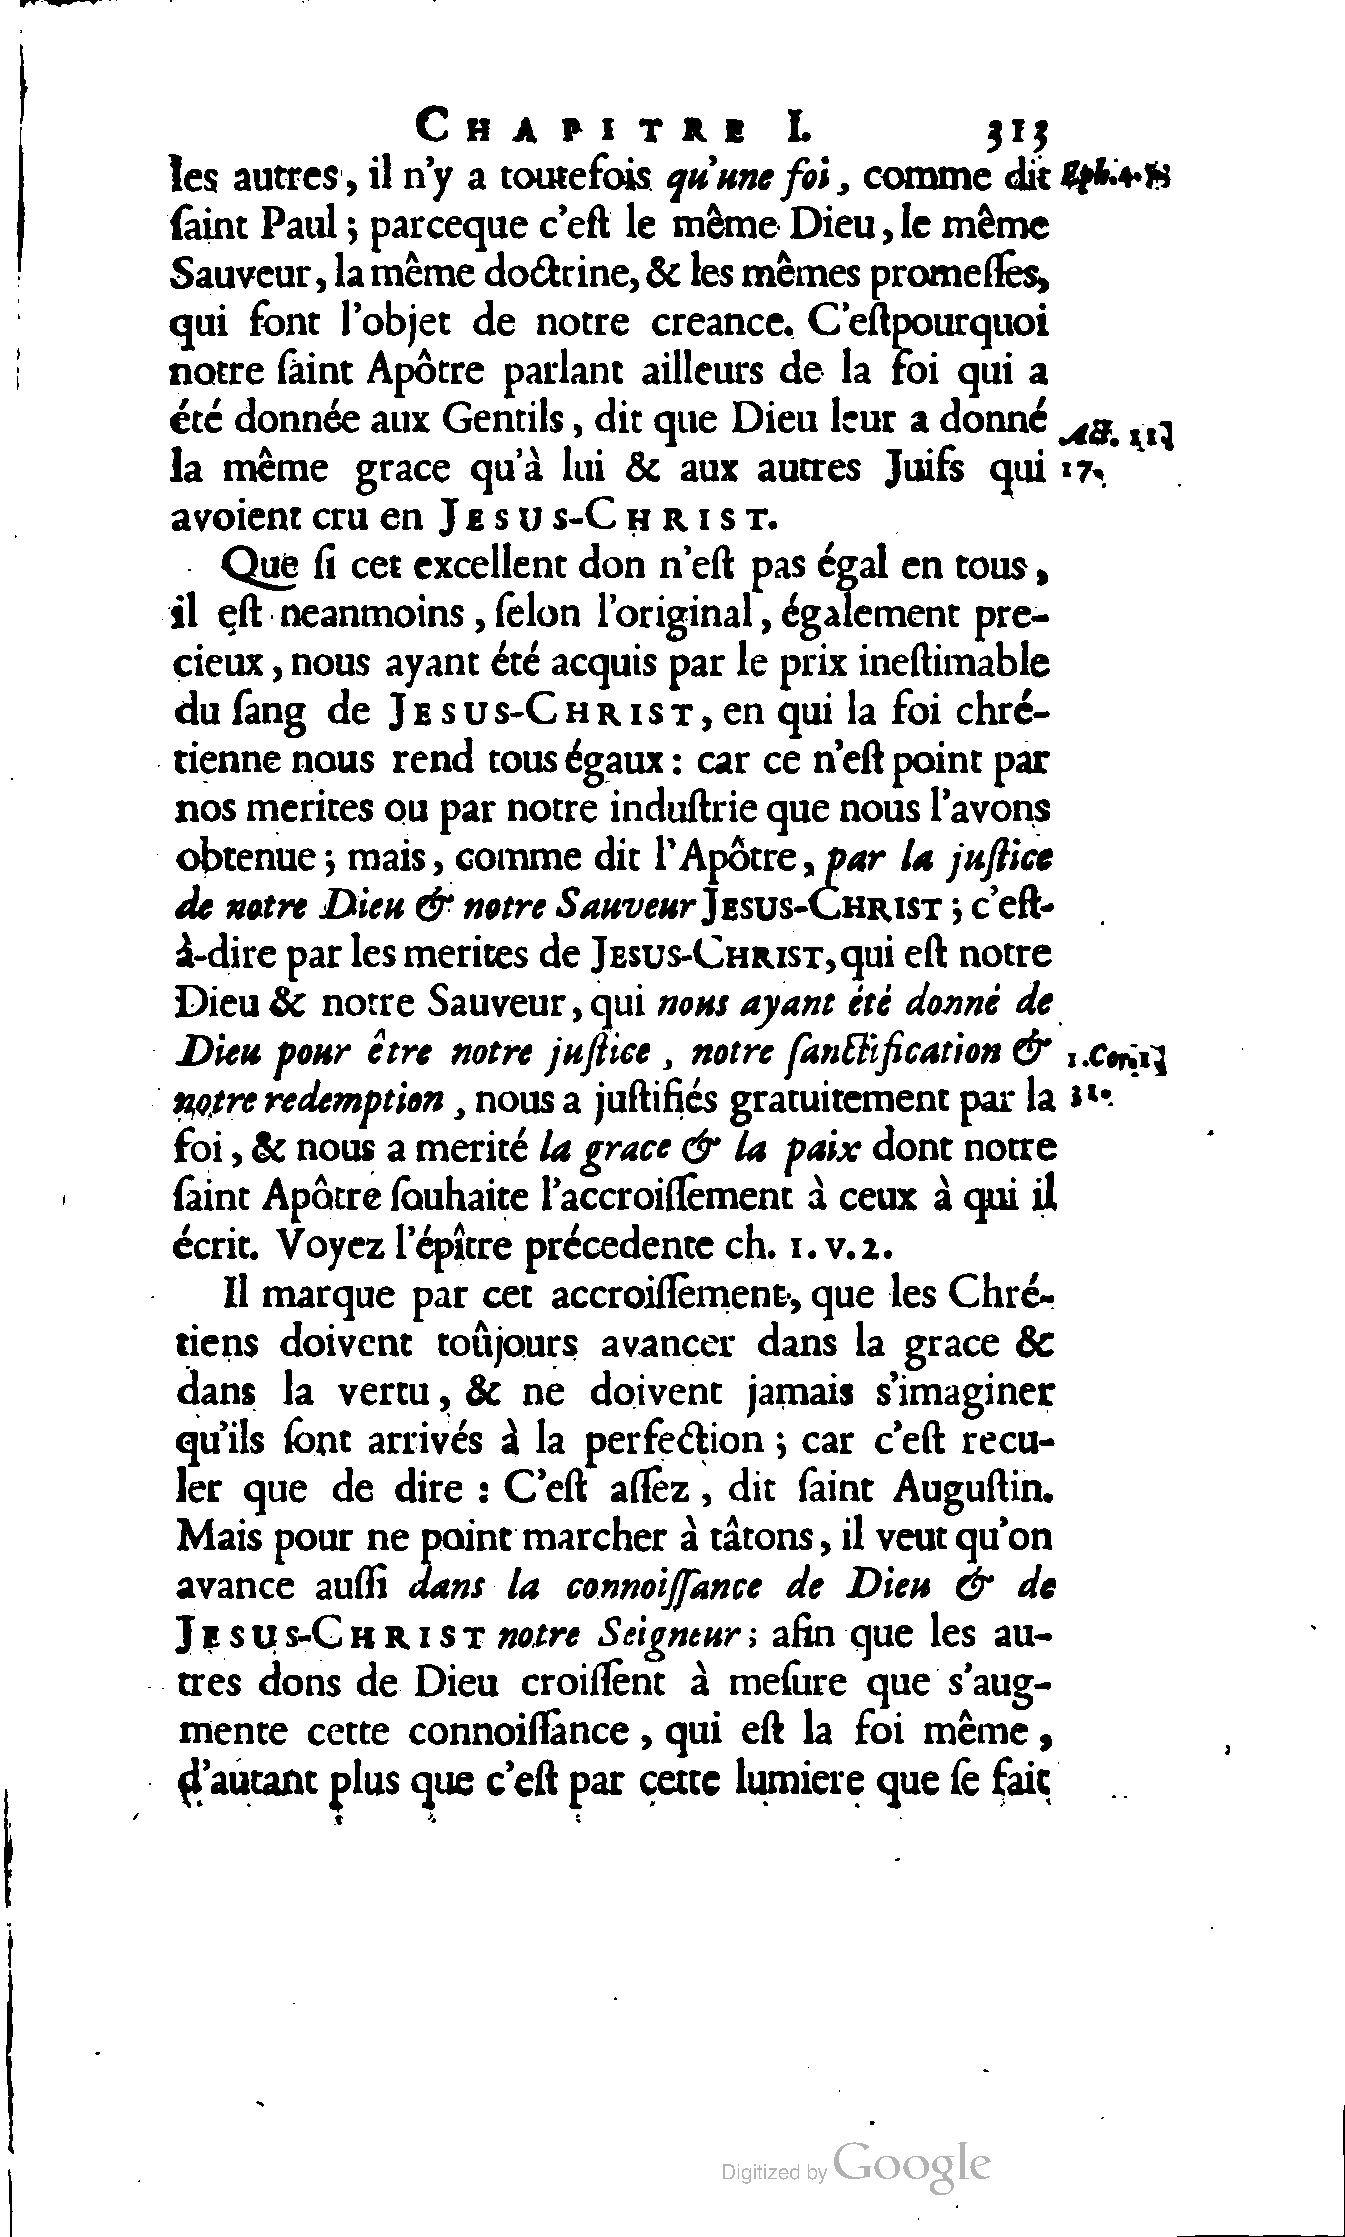 CHAPITRE I. 313
les autres, il n'y a toutefois qu'une foi, comme dit
ſaint Paul; parceque c'eſt le même Dieu, le même
Sauveur, la même doctrine, & les mêmes promeſſes,
qui font l'objet de notre creance. C'eſtpourquoi
notre ſaint Apôtre parlant ailleurs de la foi qui a
été donnée aux Gentils, dit que Dieu leur a donné
la même grace qu'à lui & aux autres Juifs qui
17.
avoient cru en JESUS-CHRIST.
Que ſi cet excellent don n'eſt pas égal en tous,
il eſt neanmoins, ſelon l'original, également pre-
cieux, nous ayant été acquis par le prix ineſtimable
du ſang de JESUS-CHRIST, en qui la foi chré-
tienne nous rend tous égaux: car ce n'eſt point par
nos merites ou par notre induſtrie que nous l'avons
obtenue; mais, comme dit l'Apôtre, par la juſtice
de notre Dieu & notre Sauveur JESUS-CHRIST; c'eſt-
à-dire par les merites de JESUS-CHRIST, qui eſt notre
Dieu & notre Sauveur, qui nous ayant été donné de
Dieu pour être notre juſtice, notre ſanctification &
1. Cor.
notre redemption, nous a juſtifiés gratuitement par la
foi, & nous a merité la grace & la paix dont notre
ſaint Apôtre ſouhaite l'accroiſſement à ceux à qui il
écrit. Voyez l'épître précedente ch. 1. v. 2.
Il marque par cet accroiſſement, que les Chré-
tiens doivent toûjours avancer dans la grace &
dans la vertu, & ne doivent jamais s'imaginer
qu'ils ſont arrivés à la perfection; car c'eſt recu-
ler que de dire: C'eſt aſſez, dit ſaint Auguſtin.
Mais pour ne point marcher à tâtons, il veut qu'on
avance auſſi dans la connoiſſance de Dieu & de
JESUS-CHRIST notre Seigneur; afin que les au-
tres dons de Dieu croiſſent à meſure que s'aug-
mente cette connoiſſance, qui eſt la foi même,
d'autant plus que c'eſt par cette lumiere que ſe fait
Digitized by Google